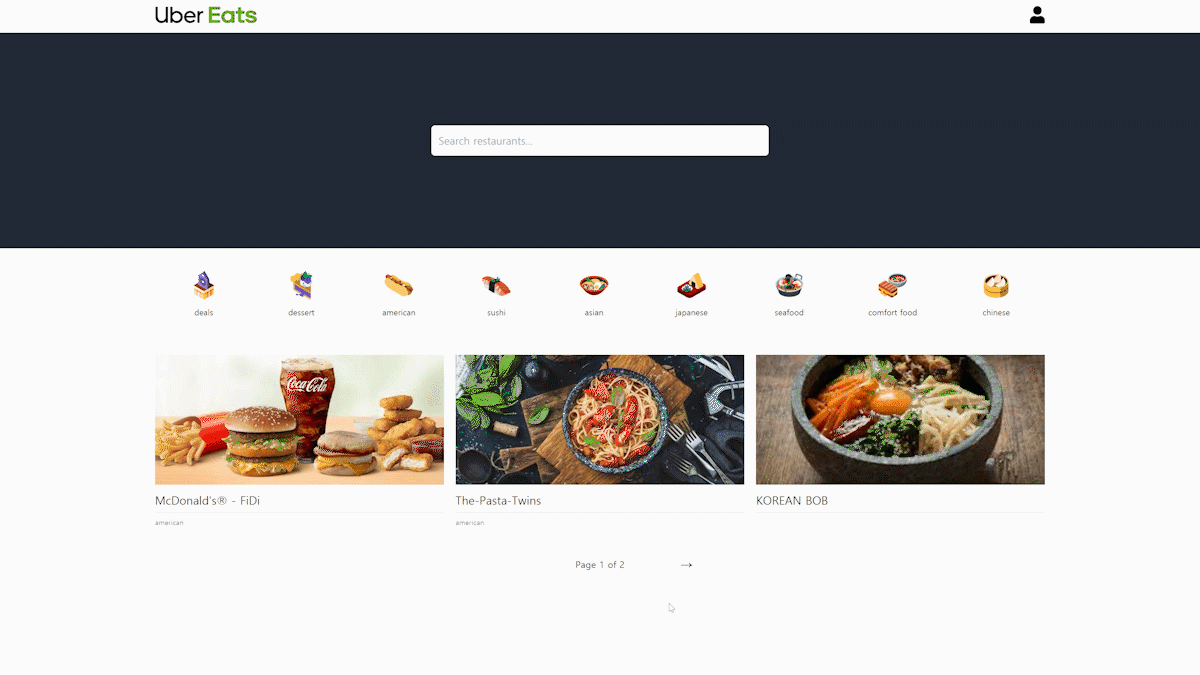 Uber Eats
Search restaurants...
deals
dessert
american
sushi
asian
japanese
seafood
comfort food
chinese
Coca-Cola
McDonald's® - FiDi
american
The-Pasta-Twins
american
KOREAN BOB
Page 1 of 2 →